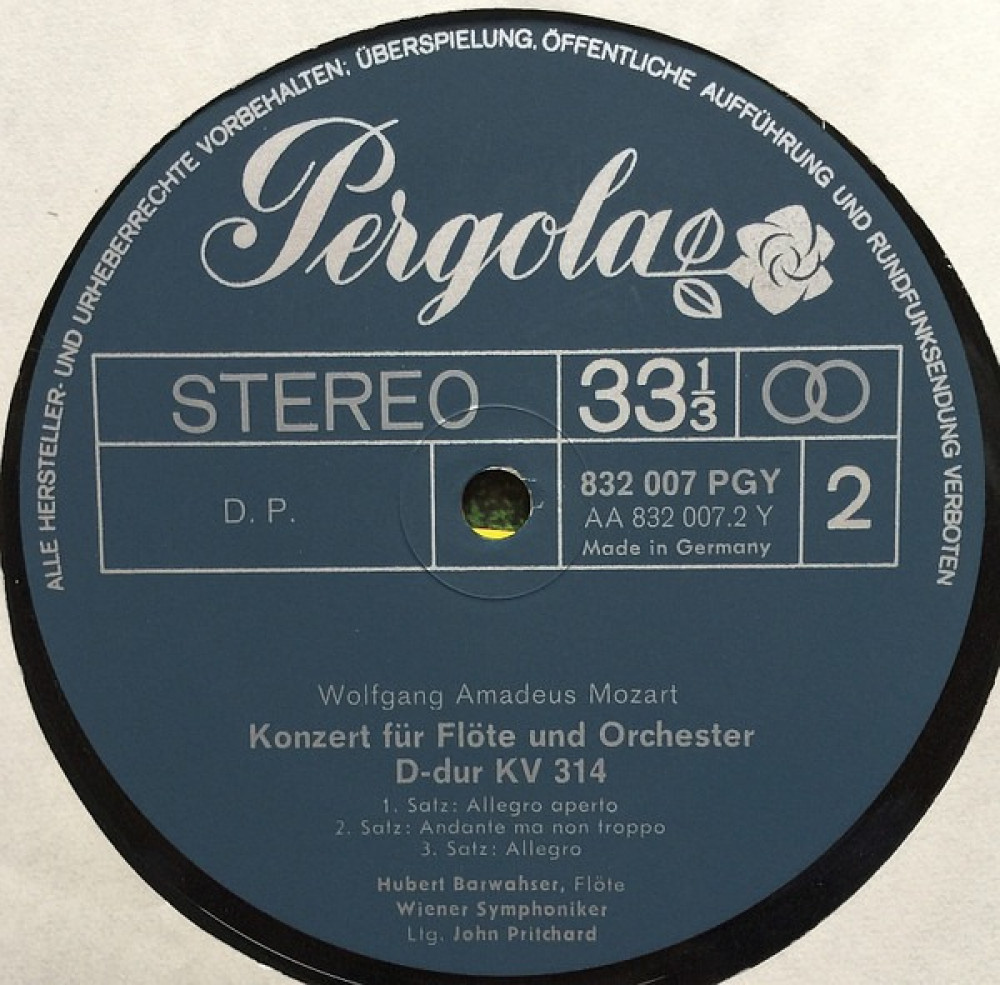 ALLE HERSTELLER- UND URHEBERRECHTE VORBEHALTEN; ÜBERSPIELUNG, ÖFFENTLICHE AUFFÜHRUNG UND RUNDFUNKSENDUNG VERBOTEN
Pergola
STEREO 33 1/3
D. P. 832 007 PGY 2
AA 832 007.2 Y
Made in Germany
Wolfgang Amadeus Mozart
Konzert für Flöte und Orchester
D-dur KV 314
1. Satz: Allegro aperto
2. Satz: Andante ma non troppo
3. Satz: Allegro
Hubert Barwahser, Flöte
Wiener Symphoniker
Ltg. John Pritchard